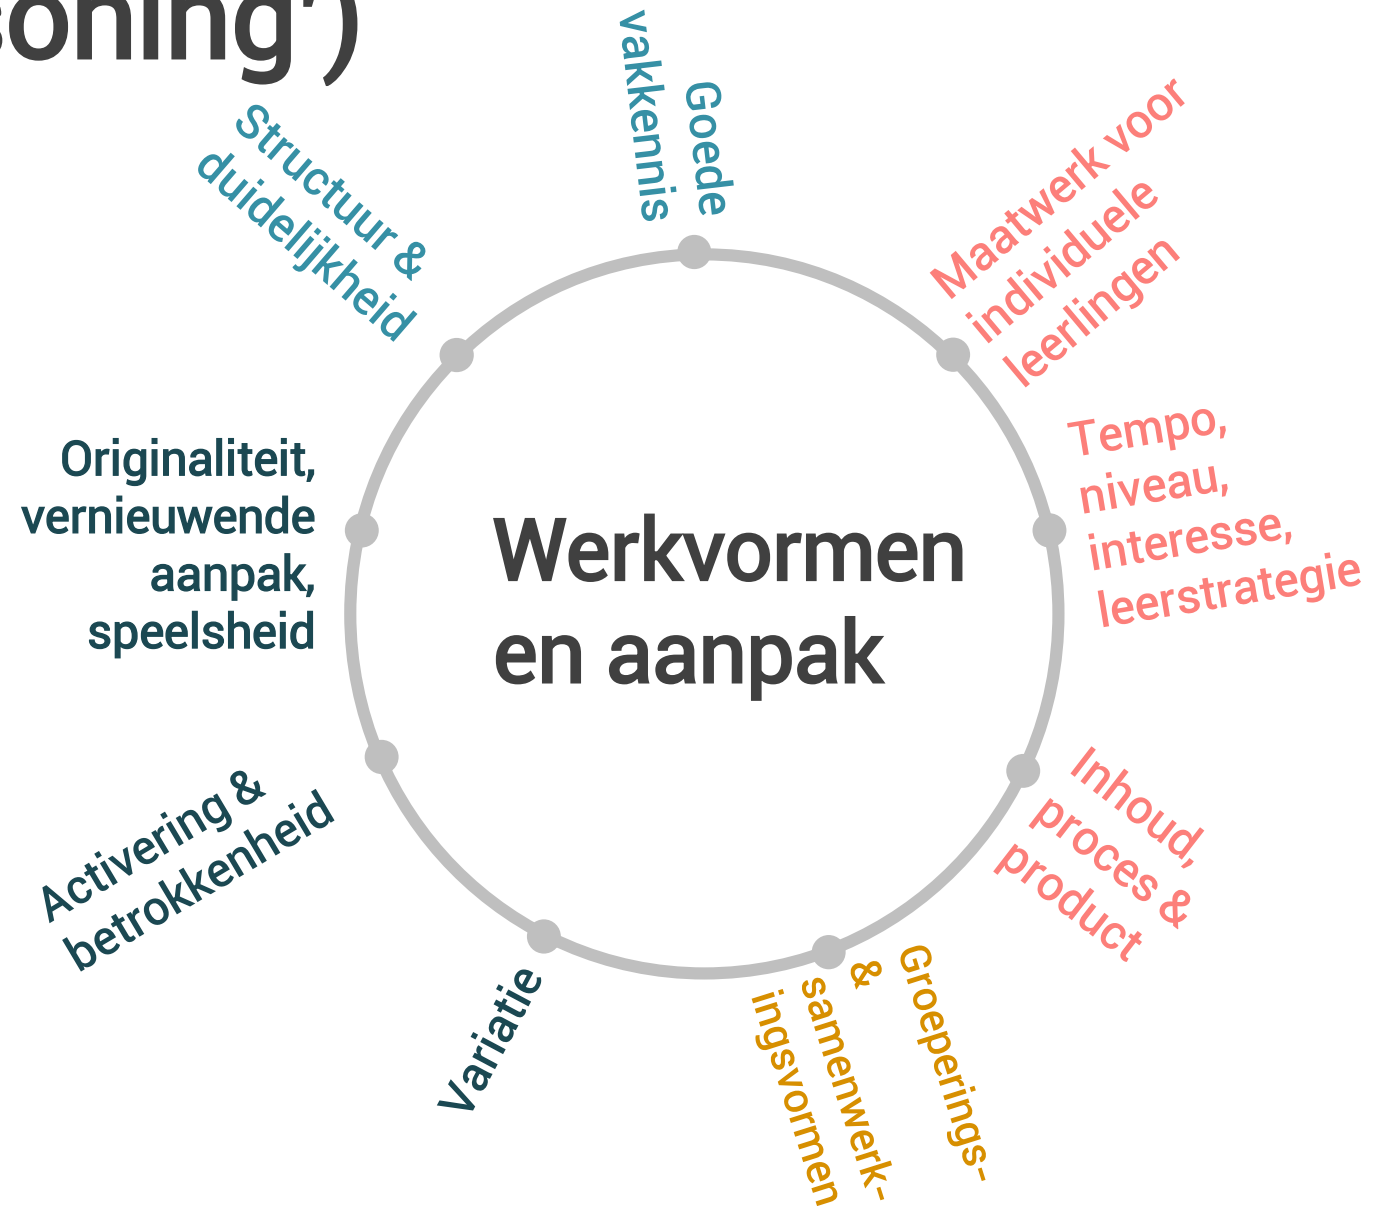 soning')
Goede
vakkennis
Maatwerk voor
individuele
leerlingen
Tempo,
niveau,
interesse,
leerstrategie
Inhoud,
proces &
product
Groeperings-
&
samenwerk-
ingsvormen
Variatie
Activering &
betrokkenheid
Originaliteit,
vernieuwende
aanpak,
speelsheid
Structuur &
duidelijkheid
Werkvormen
en aanpak